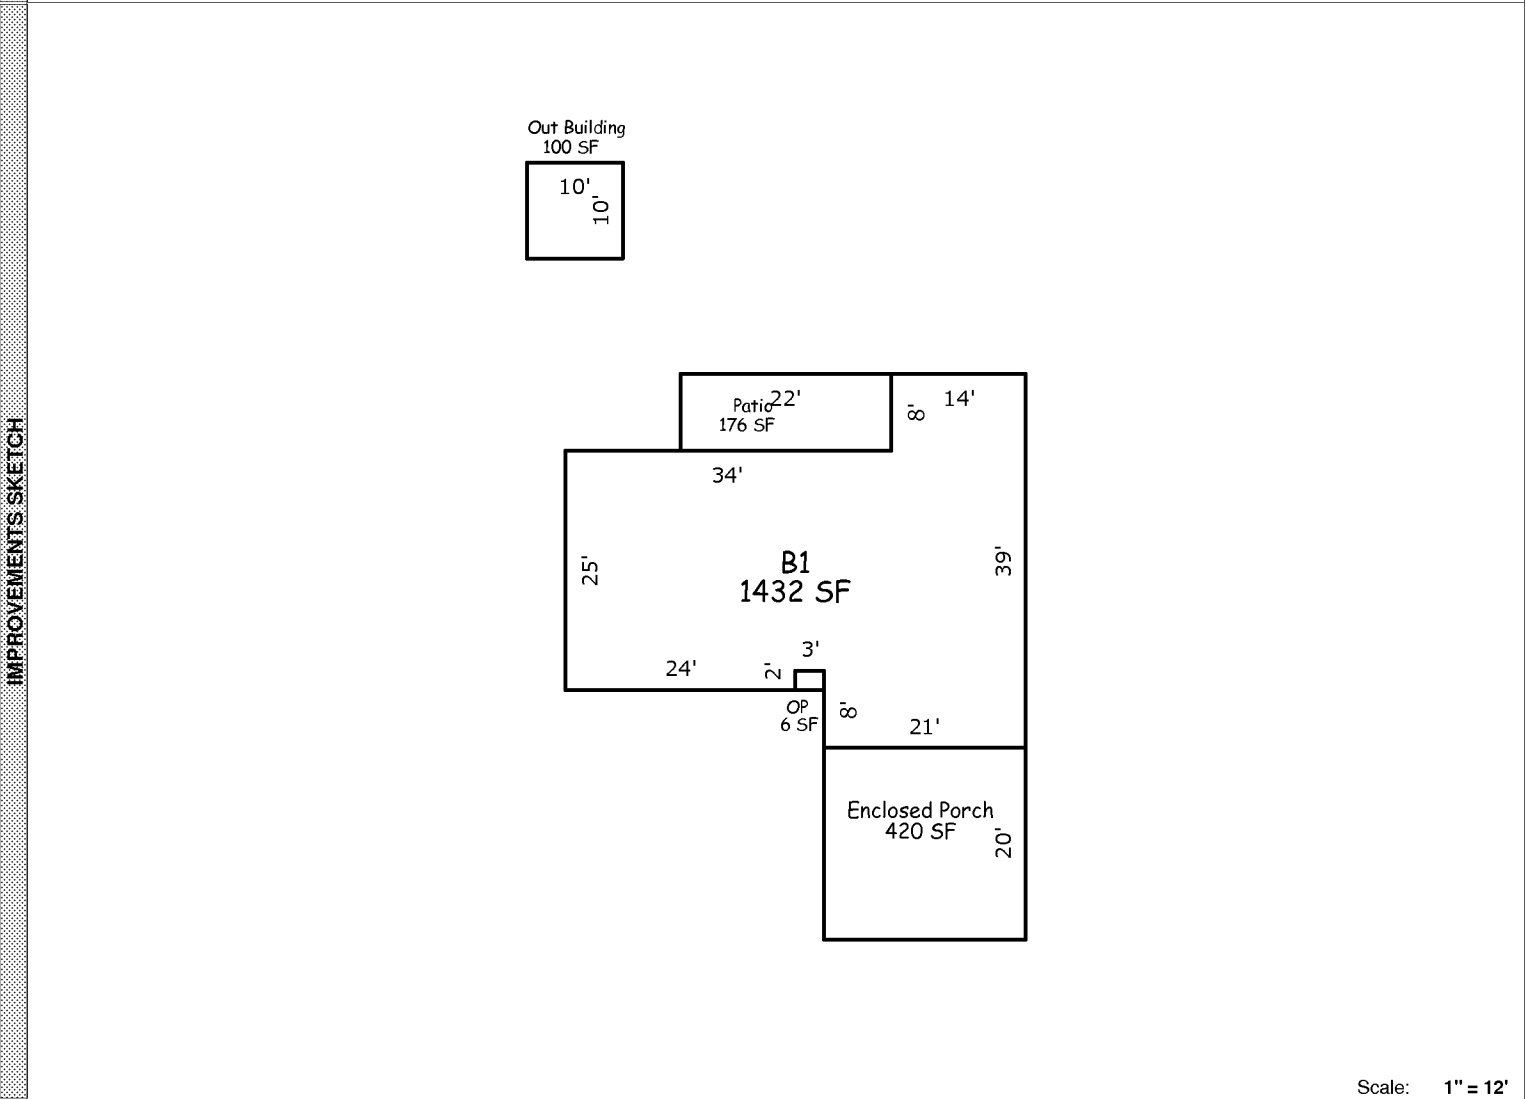 IMPROVEMENTS SKETCH
Out Building
100 SF
10'
10'
22'
Patio
176 SF
8'
14'
34'
25'
B1
1432 SF
39'
3'
24'
2'
OP
6 SF
8'
21'
Enclosed Porch
420 SF
20'
Scale: 1" = 12'